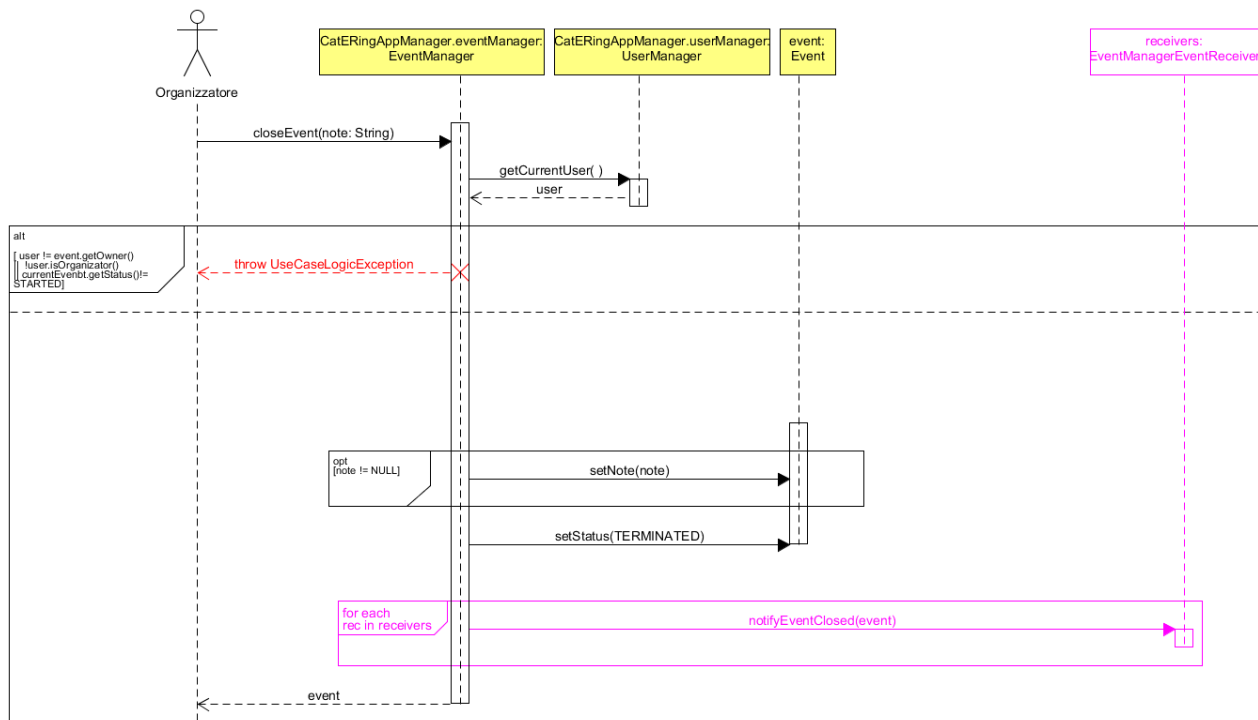 CatERingAppManager.eventManager:
EventManager
CatERingAppManager.userManager:
UserManager
event:
Event
receivers:
EventManagerEventReceiver
Organizzatore
closeEvent(note: String)
getCurrentUser( )
user
alt
[ user != event.getOwner()
|| !user.isOrganizator()
|| currentEvenbt.getStatus()!=
STARTED]
throw UseCaseLogicException
opt
[note != NULL]
setNote(note)
setStatus(TERMINATED)
for each
rec in receivers
notifyEventClosed(event)
event